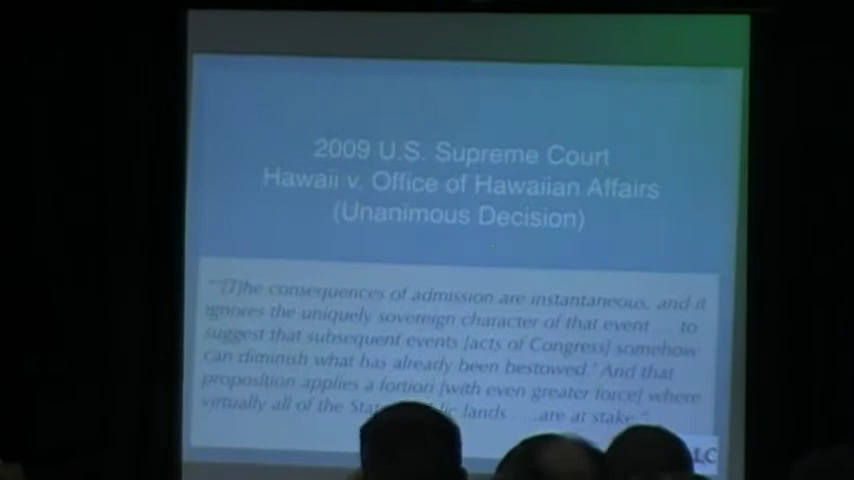 2009 U.S. Supreme Court
Hawaii v. Office of Hawaiian Affairs
(Unanimous Decision)
"'[T]he consequences of admission are instantaneous, and it
ignores the uniquely sovereign character of that event ... to
suggest that subsequent events [acts of Congress] somehow
can diminish what has already been bestowed.' And that
proposition applies a fortiori [with even greater force] where
virtually all of the lands ...are at stake."
LC